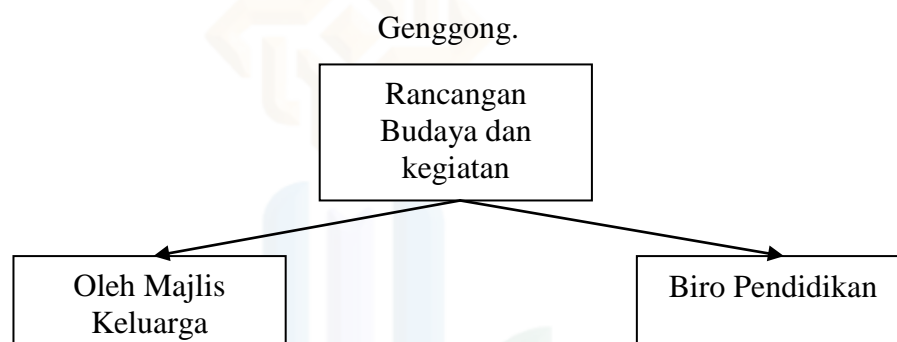 Genggong.
Rancangan
Budaya dan
kegiatan
Oleh Majlis
Keluarga
Biro Pendidikan